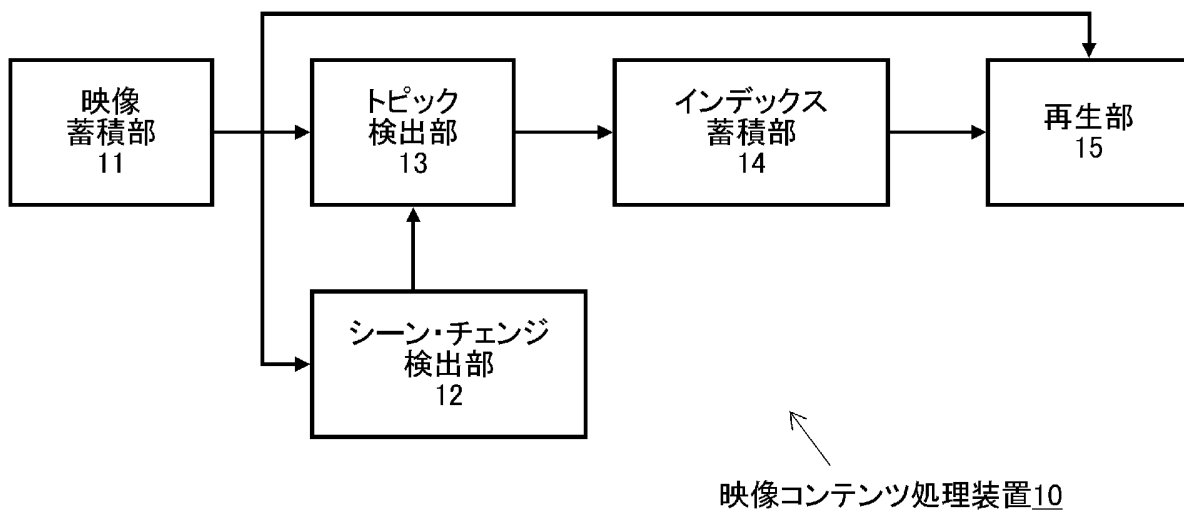 映像
蓄積部
11
トピック
検出部
13
インデックス
蓄積部
14
再生部
15
シーン・チェンジ
検出部
12
映像コンテンツ処理装置10